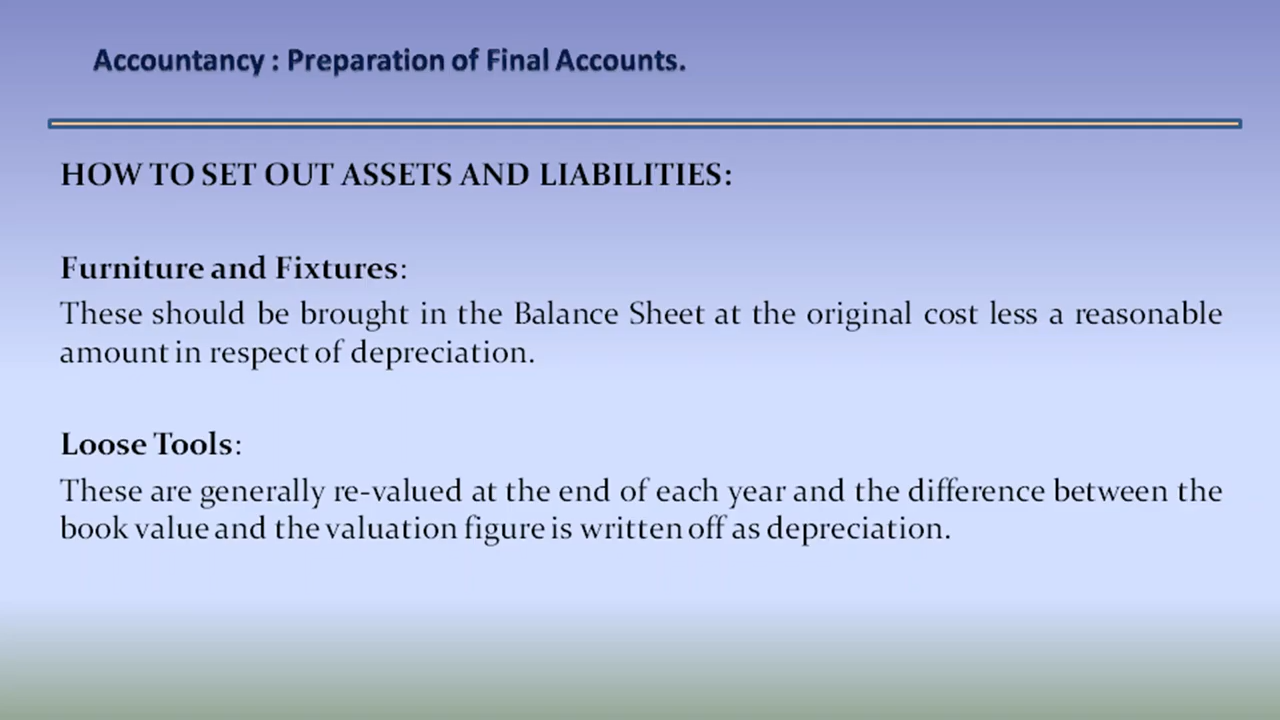 Accountancy : Preparation of Final Accounts.
HOW TO SET OUT ASSETS AND LIABILITIES:
Furniture and Fixtures:
These should be brought in the Balance Sheet at the original cost less a reasonable
amount in respect of depreciation.
Loose Tools:
These are generally re-valued at the end of each year and the difference between the
book value and the valuation figure is written off as depreciation.